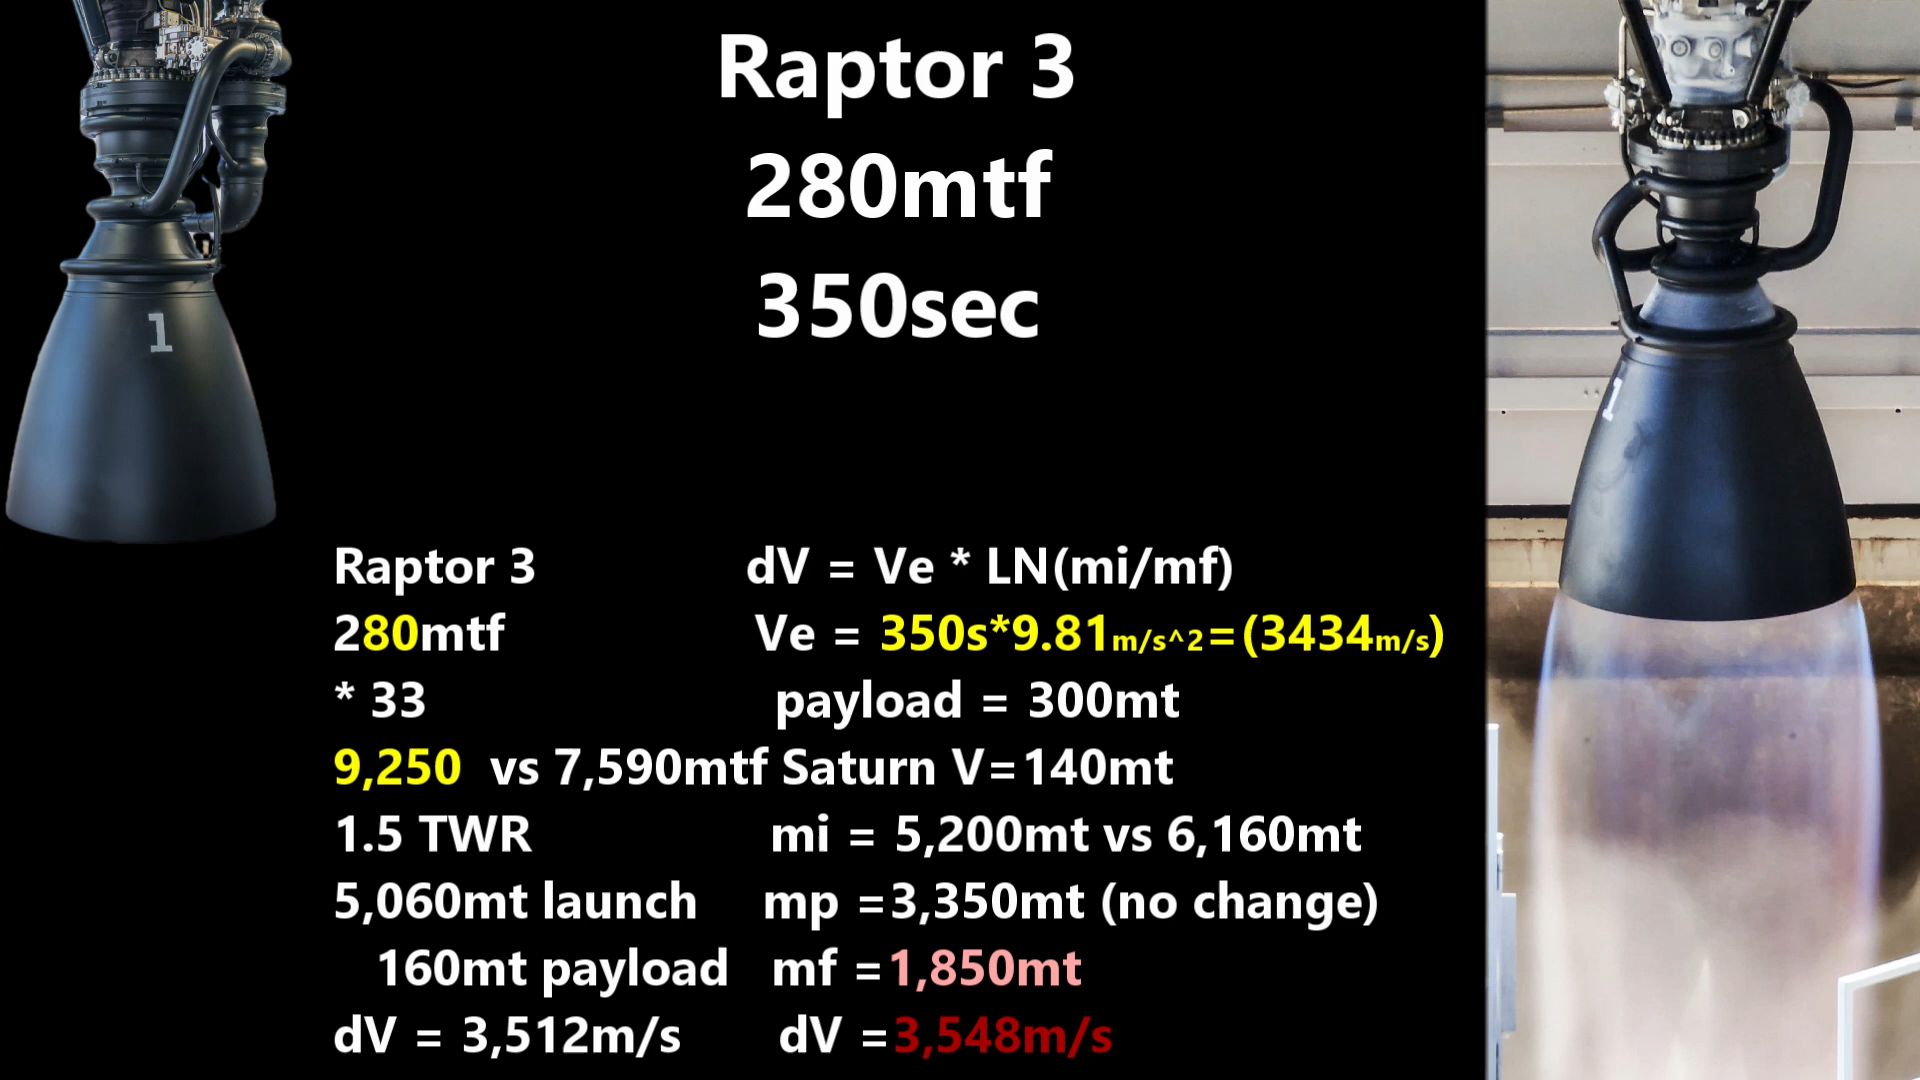 Raptor 3
280mtf
350sec
Raptor 3 dV = Ve * LN(mi/mf)
280mtf Ve = 350s*9.81m/s^2=(3434m/s)
* 33 payload = 300mt
9,250 vs 7,590mtf Saturn V=140mt
1.5 TWR mi = 5,200mt vs 6,160mt
5,060mt launch mp =3,350mt (no change)
160mt payload mf =1,850mt
dV = 3,512m/s dV =3,548m/s
1
1